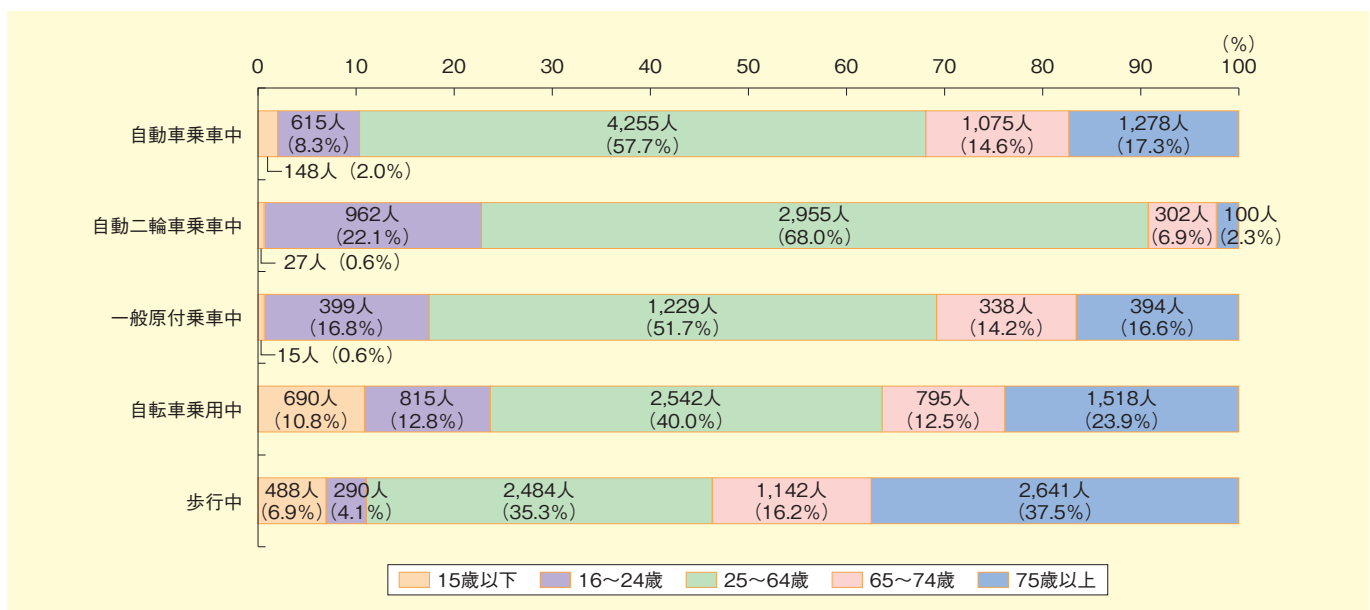 (%)
0 10 20 30 40 50 60 70 80 90 100
自動車乗車中
615人 4,255人 1,075人 1,278人
(8.3%) (57.7%) (14.6%) (17.3%)
148人(2.0%)
自動二輪車乗車中
962人 2,955人 302人 100人
(22.1%) (68.0%) (6.9%) (2.3%)
27人(0.6%)
一般原付乗車中
399人 1,229人 338人 394人
(16.8%) (51.7%) (14.2%) (16.6%)
15人(0.6%)
自転車乗用中
690人 815人 2,542人 795人 1,518人
(10.8%) (12.8%) (40.0%) (12.5%) (23.9%)
歩行中
488人 290人 2,484人 1,142人 2,641人
(6.9%) (4.1%) (35.3%) (16.2%) (37.5%)
15歳以下 16〜24歳 25〜64歳 65〜74歳 75歳以上